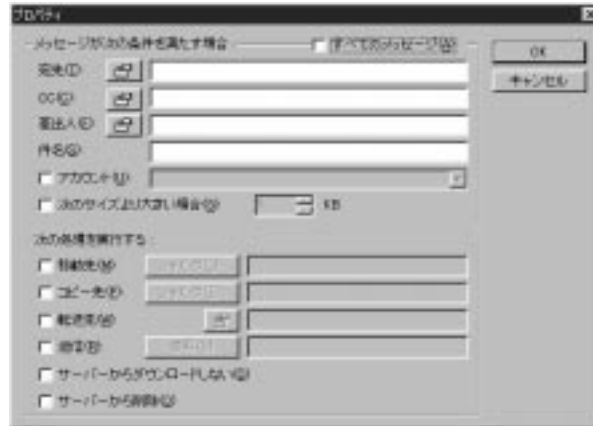 プロパティ
メッセージが次の条件を満たす場合 すべてのメッセージ(W)
OK
キャンセル
宛先(T)
CC(C)
差出人(E)
件名(S)
アカウント(U)
次のサイズより大きい場合(Q) KB
次の処理を実行する:
移動先(M)
コピー先(P)
転送先(W)
返信(R)
サーバーからダウンロードしない(D)
サーバーから削除(Q)